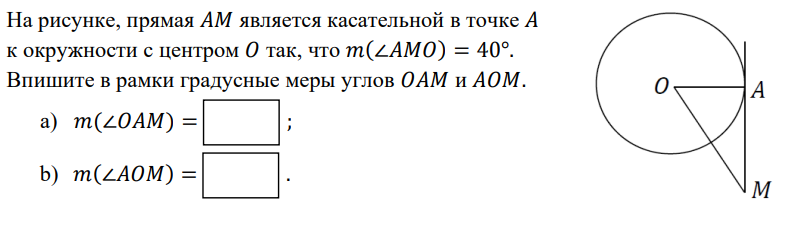 На рисунке, прямая AM является касательной в точке A
к окружности с центром O так, что m(∠AMO) = 40°.
Впишите в рамки градусные меры углов OAM и AOM.
a) m(∠OAM) = ;
b) m(∠AOM) = .
O
A
M